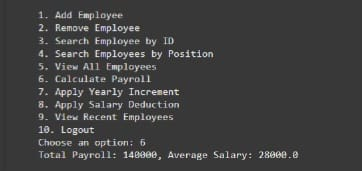 1. Add Employee
2. Remove Employee
3. Search Employee by ID
4. Search Employees by Position
5. View All Employees
6. Calculate Payroll
7. Apply Yearly Increment
8. Apply Salary Deduction
9. View Recent Employees
10. Logout
Choose an option: 6
Total Payroll: 140000, Average Salary: 28000.0